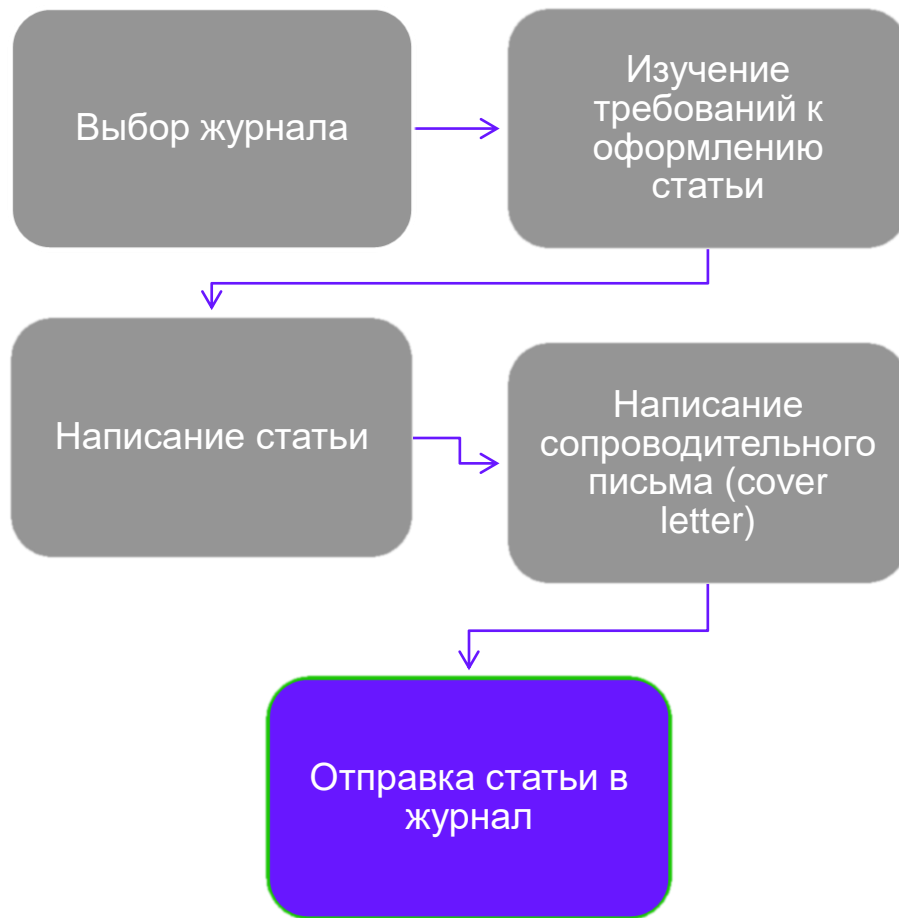 Выбор журнала
Изучение
требований к
оформлению
статьи
Написание статьи
Написание
сопроводительного
письма (cover
letter)
Отправка статьи в
журнал